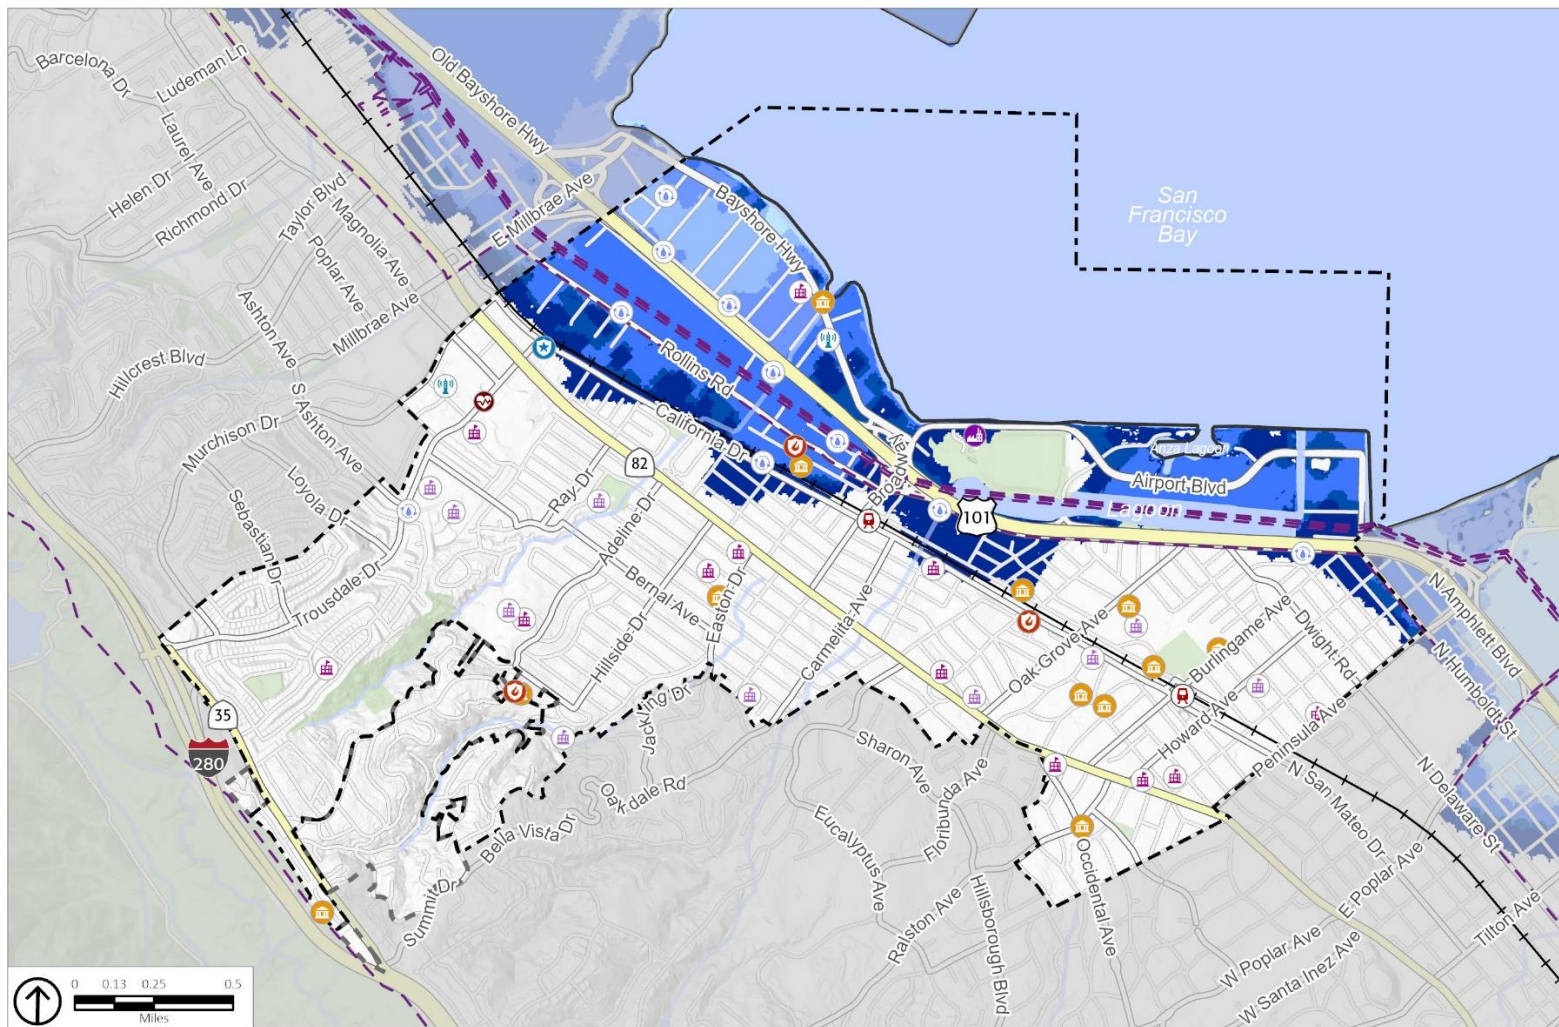 Barcelona Dr
Ludeman Ln
Laurel Ave
Old Bayshore Hwy
Helen Dr
Richmond Dr
Taylor Blvd
Magnolia Ave
Poplar Ave
E Millbrae Ave
Bayshore Hwy
San
Francisco
Bay
Ashton Ave
Millbrae Ave
Hillcrest Blvd
S Ashton Ave
Murchison Dr
Rollins Rd
California Dr
Broadway
Anza Lagoon
Airport Blvd
Lagoon
101
82
Loyola Dr
Sebastian Dr
Ray Dr
Adeline Dr
Trousdale Dr
Bernal Ave
Easton Dr
Hillside Dr
Carmelita Ave
Oak Grove Ave
Burlingame Ave
Dwight Rd
N Amphlett Blvd
N Humboldt St
35
280
Jack Ling Dr
Howard Ave
Peninsula Ave
Sharon Ave
Oakdale Rd
Floribunda Ave
N San Mateo Dr
N Delaware St
Bella Vista Dr
Eucalyptus Ave
Occidental Ave
Summit Dr
Ralston Ave
Hillsborough Blvd
E Poplar Ave
Tilton Ave
W Poplar Ave
W Santa Inez Ave
0 0.13 0.25 0.5
Miles